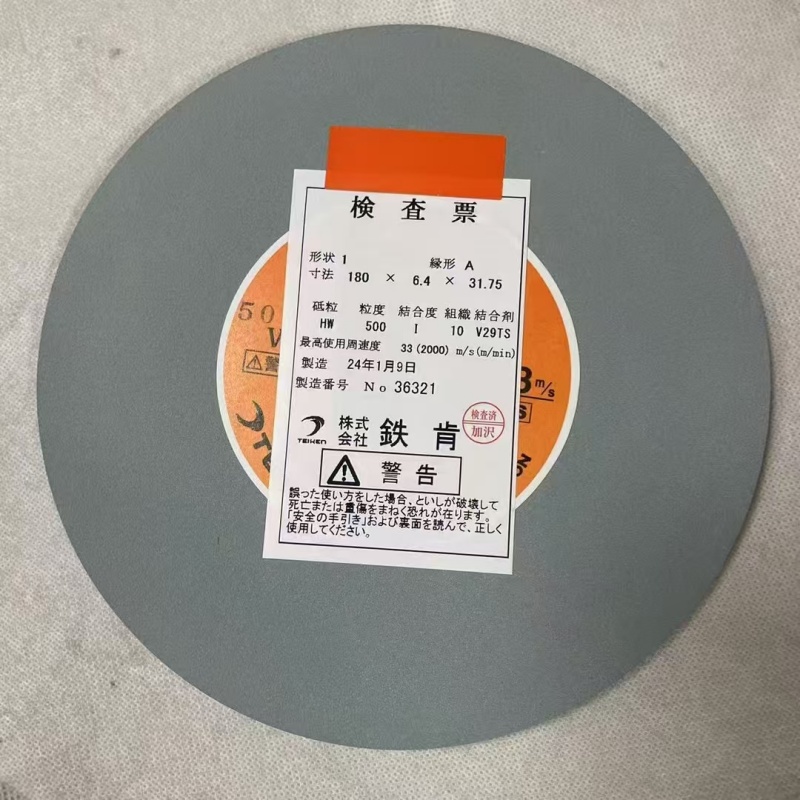 検査票
形状 1 縁形 A
寸法 180 × 6.4 × 31.75
砥粒 粒度 結合度 組織 結合剤
HW 500 I 10 V29TS
最高使用周速度 33(2000) m/s(m/min)
製造 24年1月9日
製造番号 No 36321
TEIKEN
株式会社 鉄肯
検査済
加沢
警告
誤った使い方をした場合、といしが破壊して
死亡または重傷をまねく恐れが在ります。
「安全の手引き」および裏面を読んで、正しく
使用してください。
50
V
警
m/s